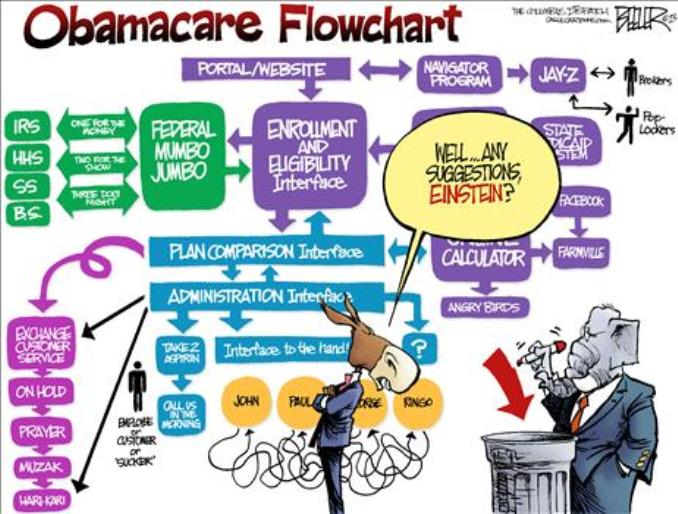 Obamacare Flowchart
THE COLUMBUS DISPATCH
BEELER
PORTAL/WEBSITE
NAVIGATOR
PROGRAM
JAY-Z
Brokers
Pop-
Lockers
IRS
HHS
SS
B.S.
ONE FOR THE
MONEY
TWO FOR THE
SHOW
THREE DOG
NIGHT
FEDERAL
MUMBO
JUMBO
ENROLLMENT
AND
ELIGIBILITY
Interface
WELL...ANY
SUGGESTIONS,
EINSTEIN?
STATE
DICAID
STEM
FACEBOOK
FARMVILLE
ONLINE
CALCULATOR
ANGRY BIRDS
PLAN COMPARISON Interface
ADMINISTRATION Interface
EXCHANGE
CUSTOMER
SERVICE
ON HOLD
PRAYER
MUZAK
HARI-KARI
EMPLOYEE
or
CUSTOMER
or
"SUCKER"
TAKE 2
ASPIRIN
CALL US
IN THE
MORNING
Interface to the hand!
?
JOHN
PAUL
ORGE
RINGO